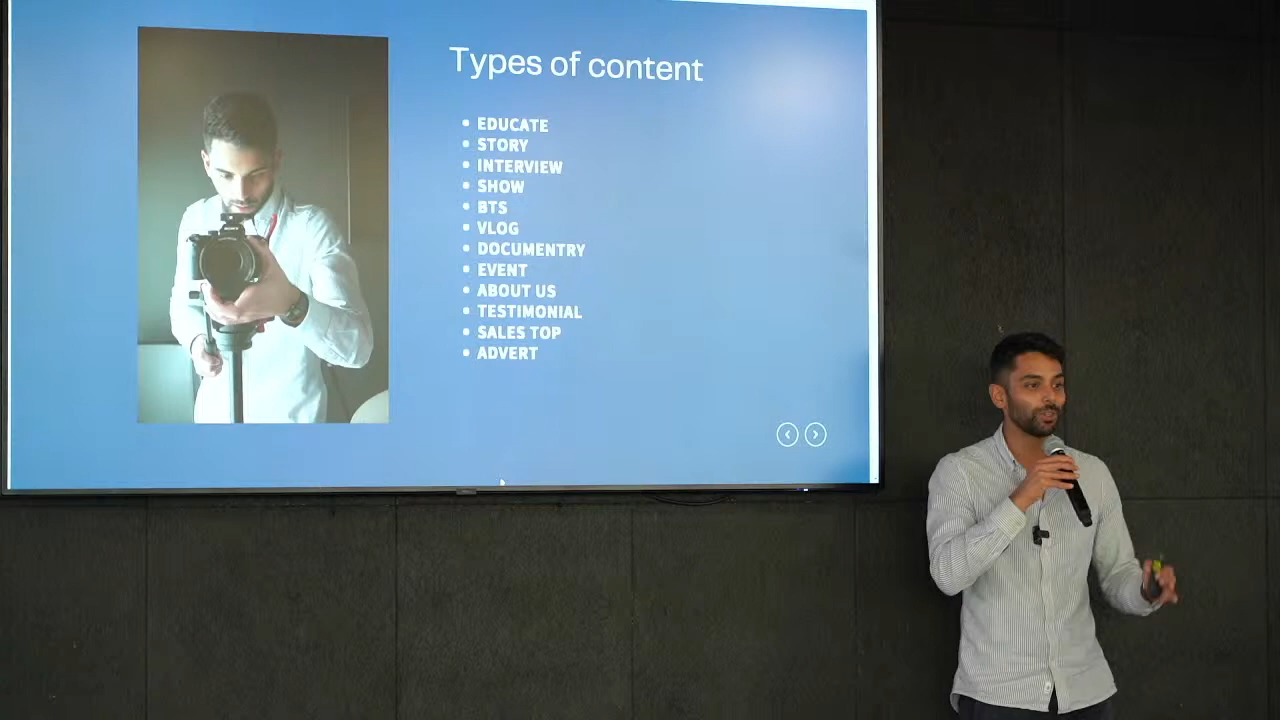 Types of content
EDUCATE
STORY
INTERVIEW
SHOW
BTS
VLOG
DOCUMENTRY
EVENT
ABOUT US
TESTIMONIAL
SALES TOP
ADVERT